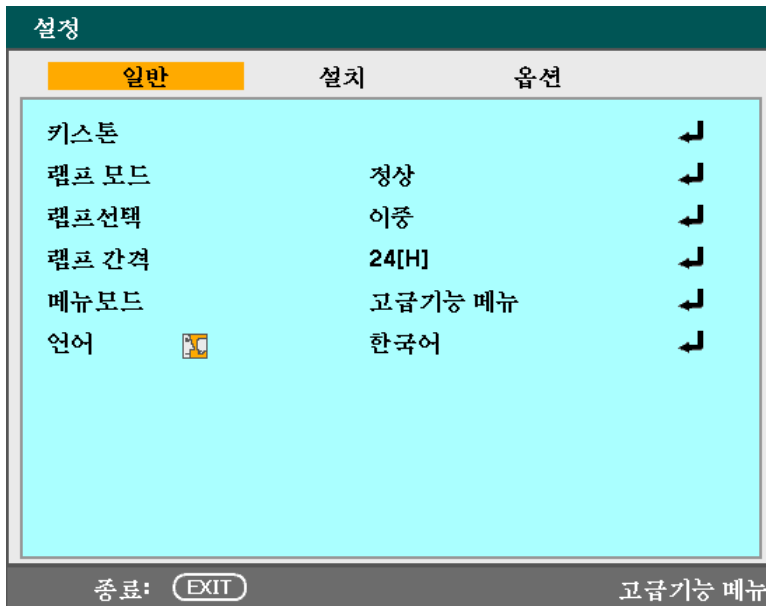 설정
일반 설치 옵션
키스톤
램프 모드 정상
램프선택 이중
램프 간격 24[H]
메뉴모드 고급기능 메뉴
언어 한국어
종료: EXIT 고급기능 메뉴